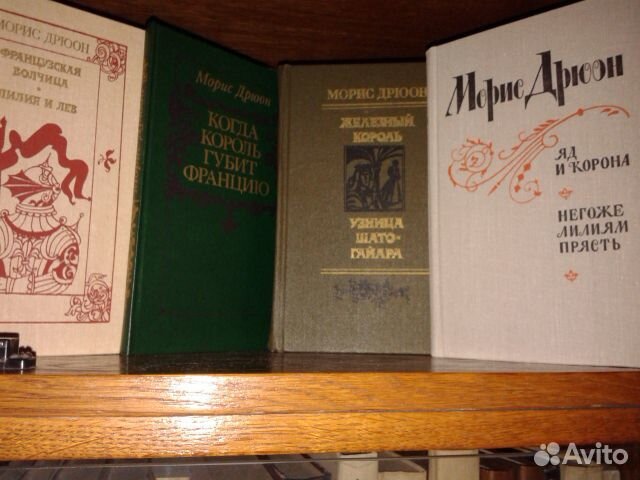 МОРИС ДРЮОН
ФРАНЦУЗСКАЯ
ВОЛЧИЦА
ЛИЛИЯ И ЛЕВ
Морис Дрюон
КОГДА
КОРОЛЬ
ГУБИТ
ФРАНЦИЮ
МОРИС ДРЮОН
ЖЕЛЕЗНЫЙ
КОРОЛЬ
УЗНИЦА
ШАТО-
ГАЙАРА
Морис Дрюон
ЯД
И КОРОНА
НЕГОЖЕ
ЛИЛИЯМ
ПРЯСТЬ
Avito